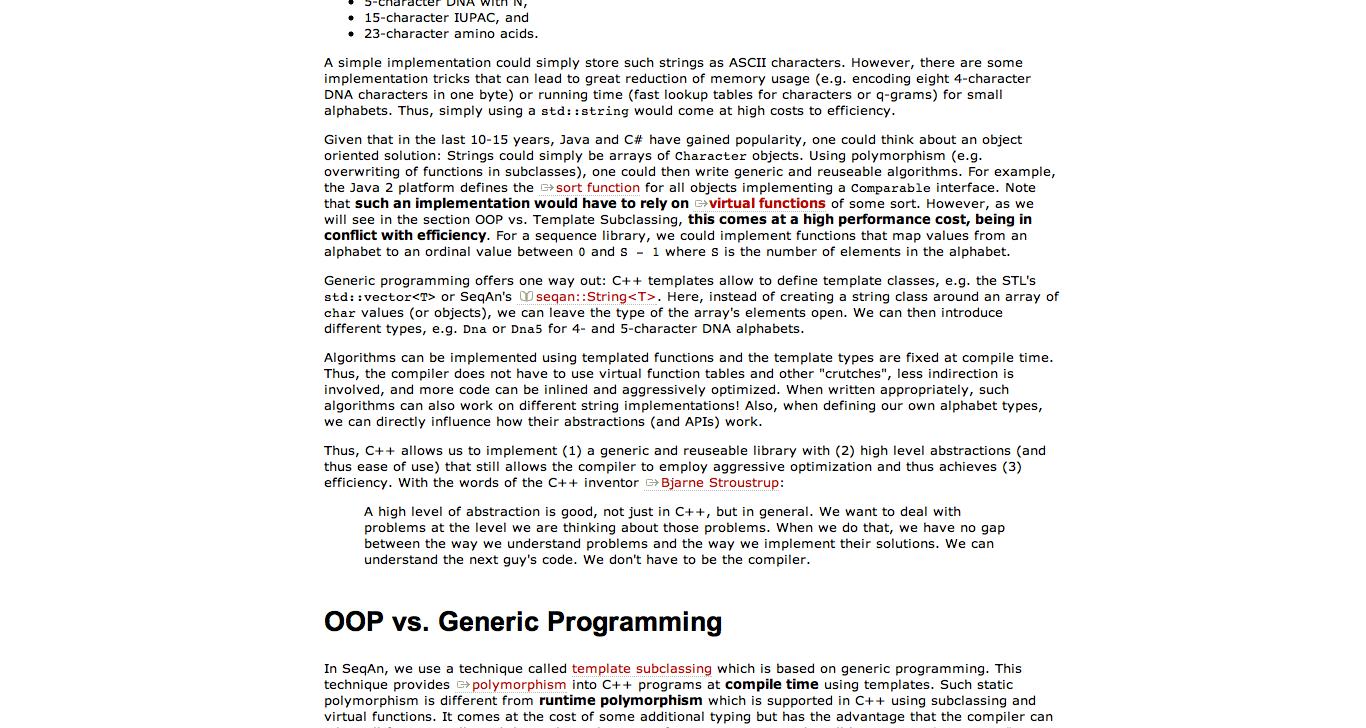 5-character DNA with N,
15-character IUPAC, and
23-character amino acids.
A simple implementation could simply store such strings as ASCII characters. However, there are some
implementation tricks that can lead to great reduction of memory usage (e.g. encoding eight 4-character
DNA characters in one byte) or running time (fast lookup tables for characters or q-grams) for small
alphabets. Thus, simply using a std::string would come at high costs to efficiency.
Given that in the last 10-15 years, Java and C# have gained popularity, one could think about an object
oriented solution: Strings could simply be arrays of Character objects. Using polymorphism (e.g.
overwriting of functions in subclasses), one could then write generic and reuseable algorithms. For example,
the Java 2 platform defines the sort function for all objects implementing a Comparable interface. Note
that such an implementation would have to rely on virtual functions of some sort. However, as we
will see in the section OOP vs. Template Subclassing, this comes at a high performance cost, being in
conflict with efficiency. For a sequence library, we could implement functions that map values from an
alphabet to an ordinal value between 0 and S - 1 where S is the number of elements in the alphabet.
Generic programming offers one way out: C++ templates allow to define template classes, e.g. the STL's
std::vector<T> or SeqAn's seqan::String<T>. Here, instead of creating a string class around an array of
char values (or objects), we can leave the type of the array's elements open. We can then introduce
different types, e.g. Dna or Dna5 for 4- and 5-character DNA alphabets.
Algorithms can be implemented using templated functions and the template types are fixed at compile time.
Thus, the compiler does not have to use virtual function tables and other "crutches", less indirection is
involved, and more code can be inlined and aggressively optimized. When written appropriately, such
algorithms can also work on different string implementations! Also, when defining our own alphabet types,
we can directly influence how their abstractions (and APIs) work.
Thus, C++ allows us to implement (1) a generic and reuseable library with (2) high level abstractions (and
thus ease of use) that still allows the compiler to employ aggressive optimization and thus achieves (3)
efficiency. With the words of the C++ inventor Bjarne Stroustrup:
A high level of abstraction is good, not just in C++, but in general. We want to deal with
problems at the level we are thinking about those problems. When we do that, we have no gap
between the way we understand problems and the way we implement their solutions. We can
understand the next guy's code. We don't have to be the compiler.
OOP vs. Generic Programming
In SeqAn, we use a technique called template subclassing which is based on generic programming. This
technique provides polymorphism into C++ programs at compile time using templates. Such static
polymorphism is different from runtime polymorphism which is supported in C++ using subclassing and
virtual functions. It comes at the cost of some additional typing but has the advantage that the compiler can